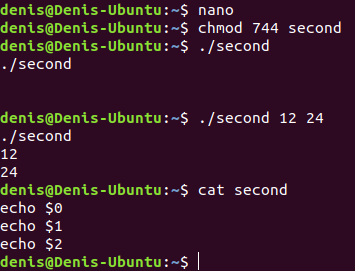 denis@Denis-Ubuntu:~$ nano
denis@Denis-Ubuntu:~$ chmod 744 second
denis@Denis-Ubuntu:~$ ./second
./second
denis@Denis-Ubuntu:~$ ./second 12 24
./second
12
24
denis@Denis-Ubuntu:~$ cat second
echo $0
echo $1
echo $2
denis@Denis-Ubuntu:~$